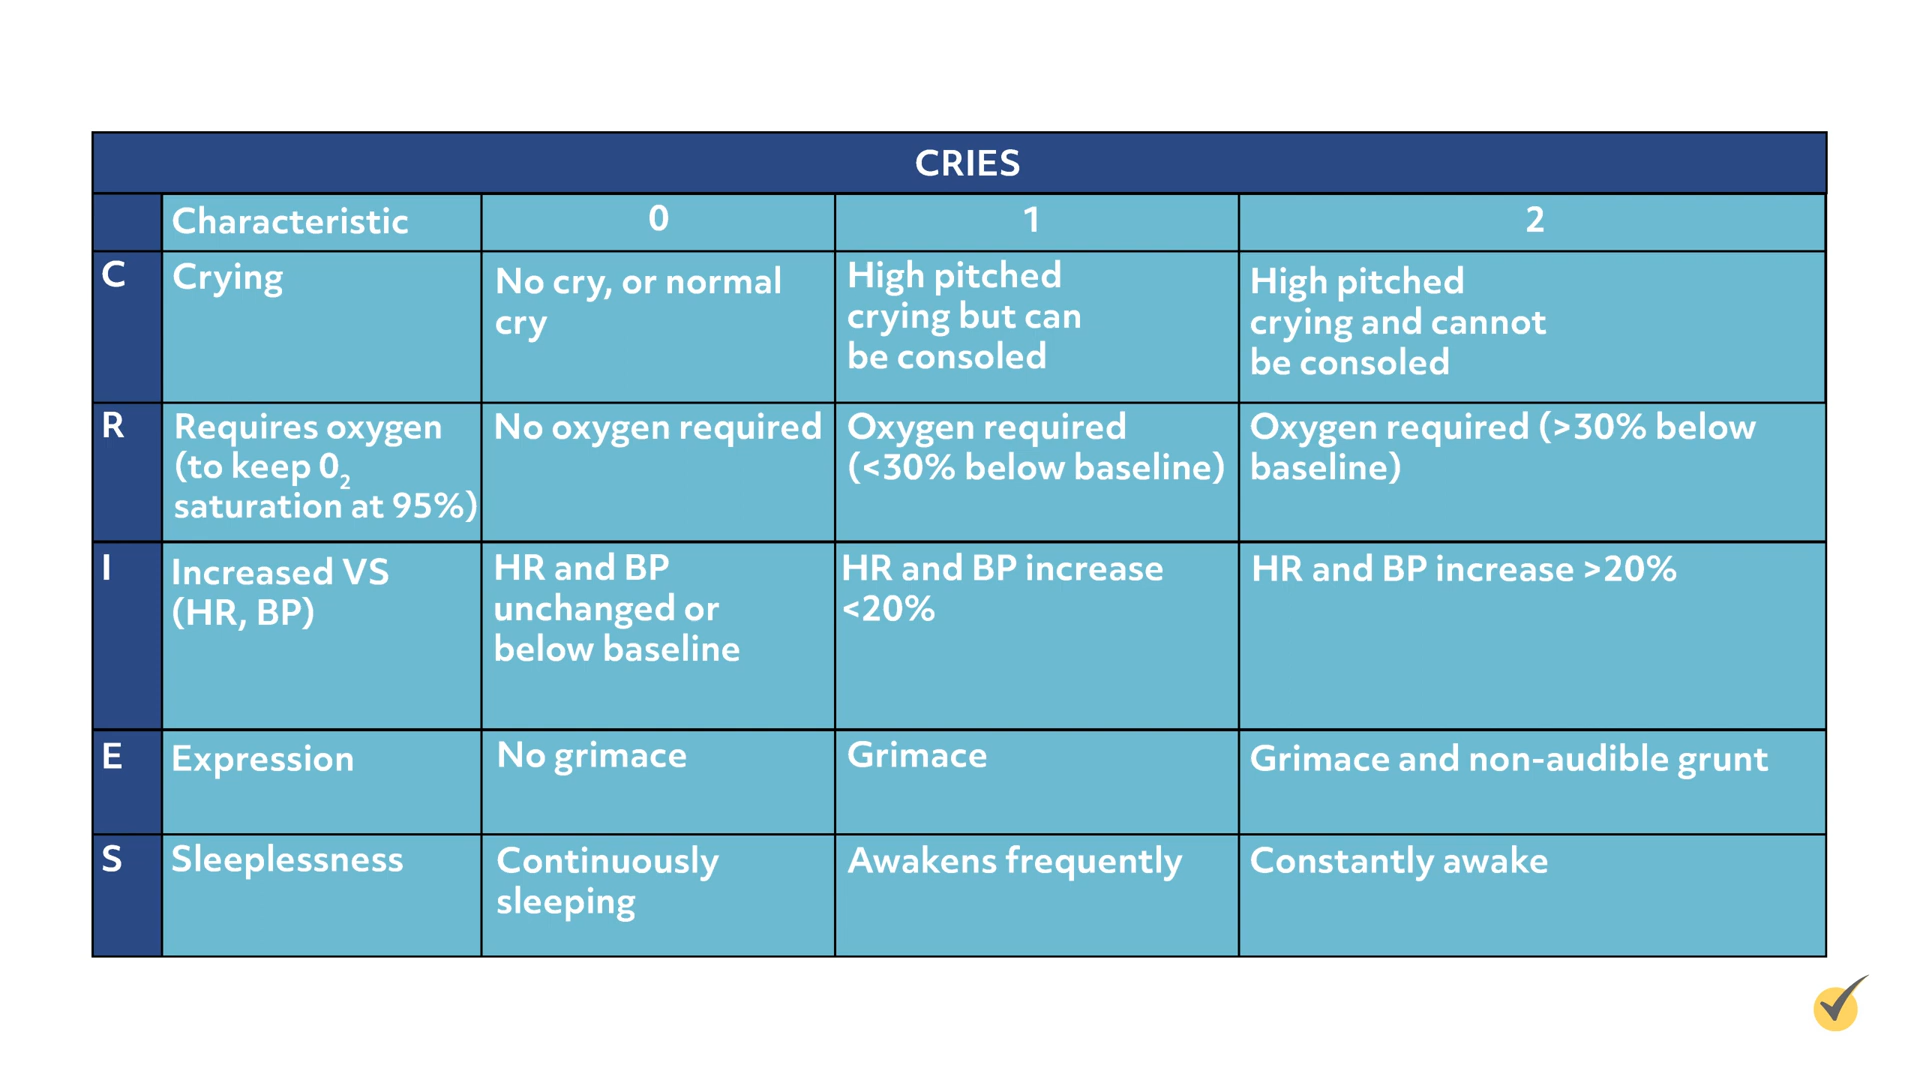 CRIES
Characteristic
0
1
2
C
Crying
No cry, or normal
cry
High pitched
crying but can
be consoled
High pitched
crying and cannot
be consoled
R
Requires oxygen
(to keep 0₂
saturation at 95%)
No oxygen required
Oxygen required
(<30% below baseline)
Oxygen required (>30% below
baseline)
I
Increased VS
(HR, BP)
HR and BP
unchanged or
below baseline
HR and BP increase
<20%
HR and BP increase >20%
E
Expression
No grimace
Grimace
Grimace and non-audible grunt
S
Sleeplessness
Continuously
sleeping
Awakens frequently
Constantly awake